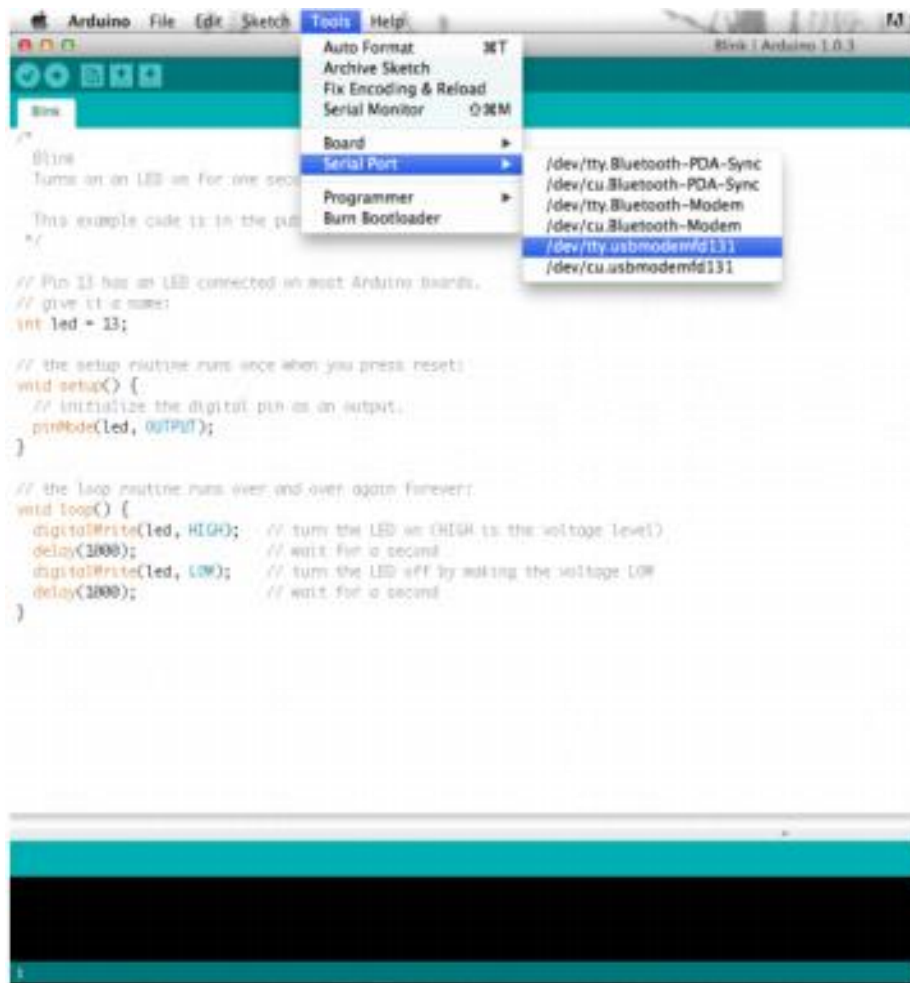 Arduino File Edit Sketch Tools Help
Blink | Arduino 1.0.3
Auto Format ⌘T
Archive Sketch
Fix Encoding & Reload
Serial Monitor ⇧⌘M
Board
Serial Port
Programmer
Burn Bootloader
/dev/tty.Bluetooth-PDA-Sync
/dev/cu.Bluetooth-PDA-Sync
/dev/tty.Bluetooth-Modem
/dev/cu.Bluetooth-Modem
/dev/tty.usbmodemfd131
/dev/cu.usbmodemfd131
Blink
/*
Blink
Turns on an LED on for one seco
This example code is in the pub
*/
// Pin 13 has an LED connected on most Arduino boards.
// give it a name:
int led = 13;
// the setup routine runs once when you press reset:
void setup() {
// initialize the digital pin as an output.
pinMode(led, OUTPUT);
}
// the loop routine runs over and over again forever:
void loop() {
digitalWrite(led, HIGH); // turn the LED on (HIGH is the voltage level)
delay(1000); // wait for a second
digitalWrite(led, LOW); // turn the LED off by making the voltage LOW
delay(1000); // wait for a second
}